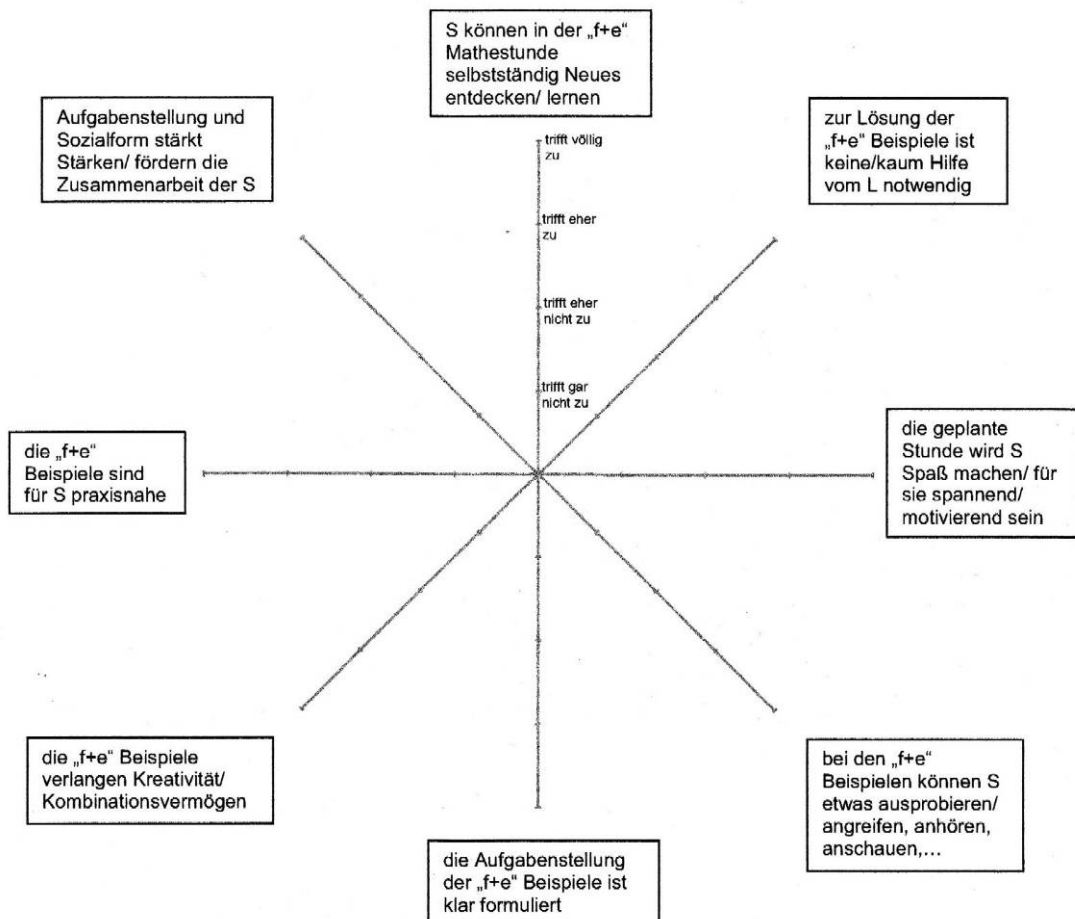 S können in der „f+e“
Mathestunde
selbstständig Neues
entdecken/ lernen
Aufgabenstellung und
Sozialform stärkt
Stärken/ fördern die
Zusammenarbeit der S
zur Lösung der
„f+e“ Beispiele ist
keine/kaum Hilfe
vom L notwendig
trifft völlig
zu
trifft eher
zu
trifft eher
nicht zu
trifft gar
nicht zu
die „f+e“
Beispiele sind
für S praxisnahe
die geplante
Stunde wird S
Spaß machen/ für
sie spannend/
motivierend sein
die „f+e“ Beispiele
verlangen Kreativität/
Kombinationsvermögen
bei den „f+e“
Beispielen können S
etwas ausprobieren/
angreifen, anhören,
anschauen,…
die Aufgabenstellung
der „f+e“ Beispiele ist
klar formuliert